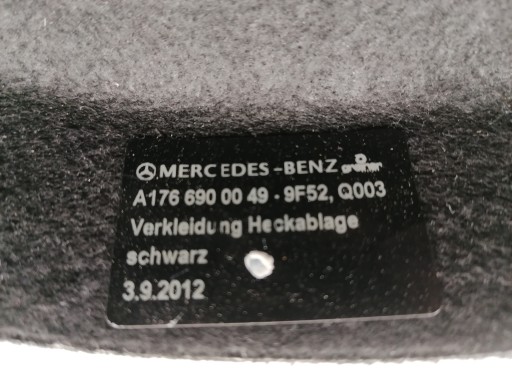 MERCEDES-BENZ
A176 690 00 49 - 9F52, Q003
Verkleidung Heckablage
schwarz
3.9.2012